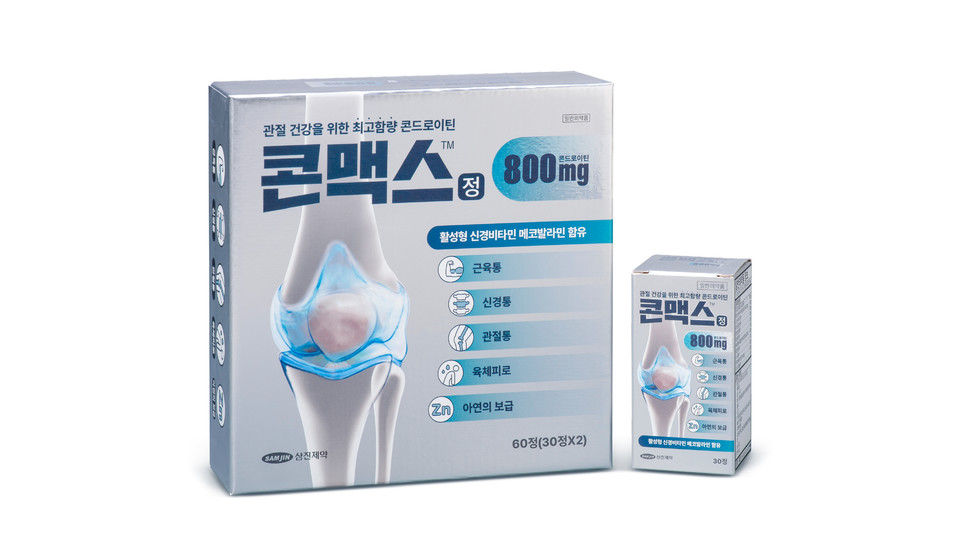 관절 건강을 위한 최고함량 콘드로이틴
일반의약품
콘맥스™정
콘드로이틴
800mg
활성형 신경비타민 메코발라민 함유
근육통
신경통
관절통
육체피로
Zn 아연의 보급
60정(30정X2)
SAMJIN 삼진제약
일반의약품
관절 건강을 위한 최고함량 콘드로이틴
콘맥스™정
800mg
근육통
신경통
관절통
육체피로
Zn 아연의 보급
활성형 신경비타민 메코발라민 함유
SAMJIN 삼진제약
30정